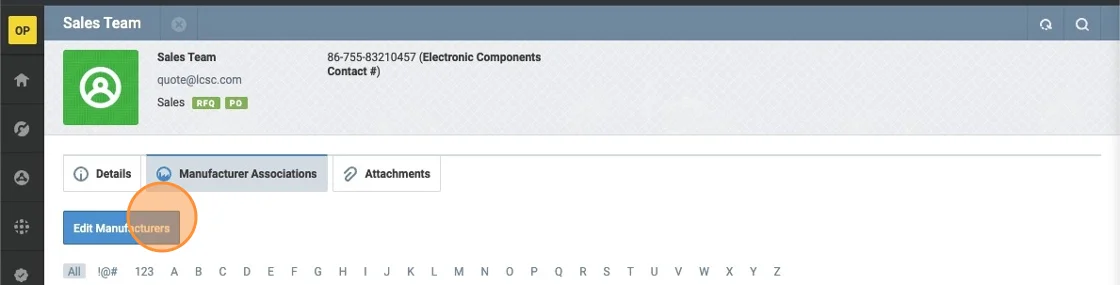 OP
Sales Team
Sales Team
quote@lcsc.com
Sales RFQ PO
86-755-83210457 (Electronic Components
Contact #)
Details Manufacturer Associations Attachments
Edit Manufacturers
All !@# 123 A B C D E F G H I J K L M N O P Q R S T U V W X Y Z